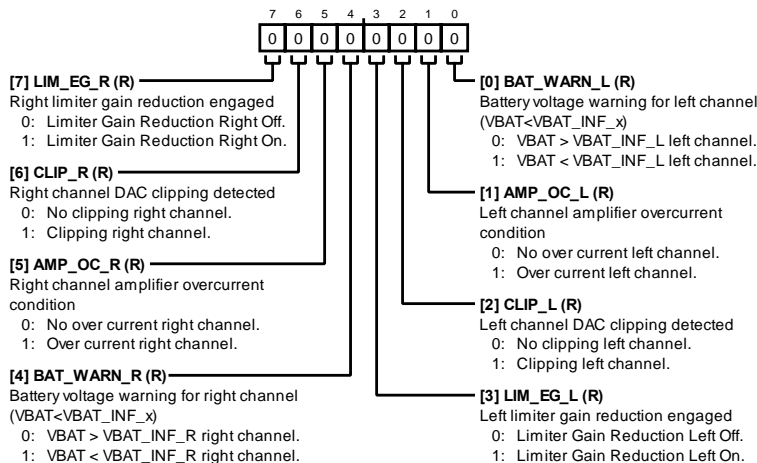 7 6 5 4 3 2 1 0
0 0 0 0 0 0 0 0
[7] LIM_EG_R (R)
Right limiter gain reduction engaged
0: Limiter Gain Reduction Right Off.
1: Limiter Gain Reduction Right On.
[6] CLIP_R (R)
Right channel DAC clipping detected
0: No clipping right channel.
1: Clipping right channel.
[5] AMP_OC_R (R)
Right channel amplifier overcurrent
condition
0: No over current right channel.
1: Over current right channel.
[4] BAT_WARN_R (R)
Battery voltage warning for right channel
(VBAT<VBAT_INF_x)
0: VBAT > VBAT_INF_R right channel.
1: VBAT < VBAT_INF_R right channel.
[0] BAT_WARN_L (R)
Battery voltage warning for left channel
(VBAT<VBAT_INF_x)
0: VBAT > VBAT_INF_L left channel.
1: VBAT < VBAT_INF_L left channel.
[1] AMP_OC_L (R)
Left channel amplifier overcurrent
condition
0: No over current left channel.
1: Over current left channel.
[2] CLIP_L (R)
Left channel DAC clipping detected
0: No clipping left channel.
1: Clipping left channel.
[3] LIM_EG_L (R)
Left limiter gain reduction engaged
0: Limiter Gain Reduction Left Off.
1: Limiter Gain Reduction Left On.